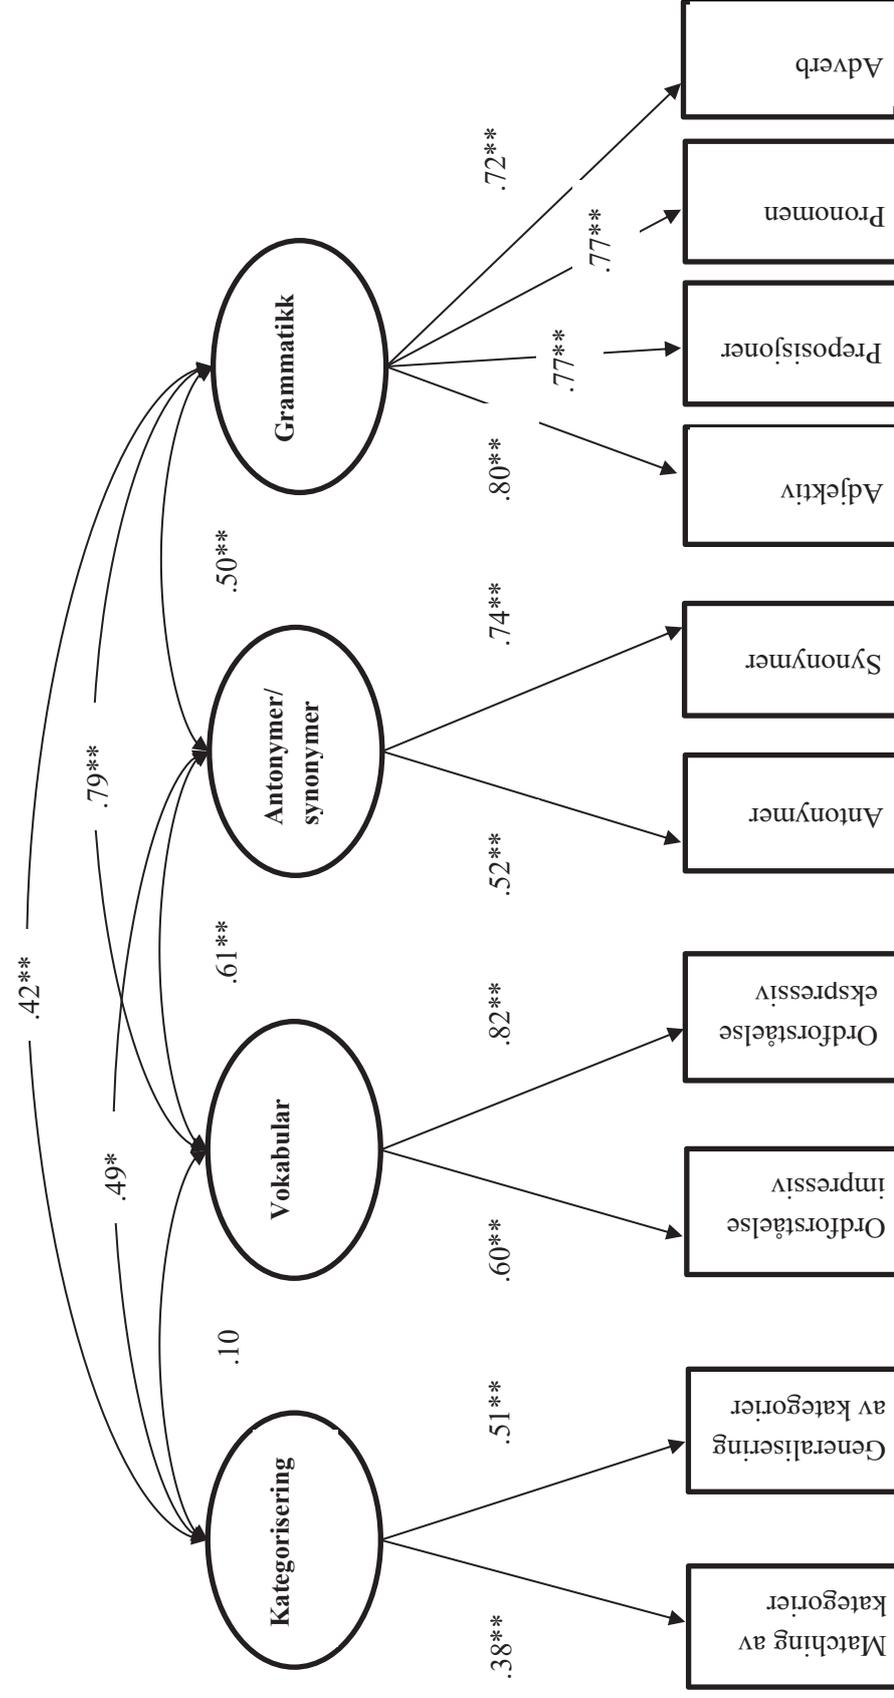 .42**
.79**
.49*
.10
.61**
.50**
Kategorisering
Vokabular
Antonymer/
synonymer
Grammatikk
.38**
.51**
.60**
.82**
.52**
.74**
.80**
.77**
.77**
.72**
Matching av
kategorier
Generalisering
av kategorier
Ordforståelse
impressiv
Ordforståelse
ekspressiv
Antonymer
Synonymer
Adjektiv
Preposisjoner
Pronomen
Adverb